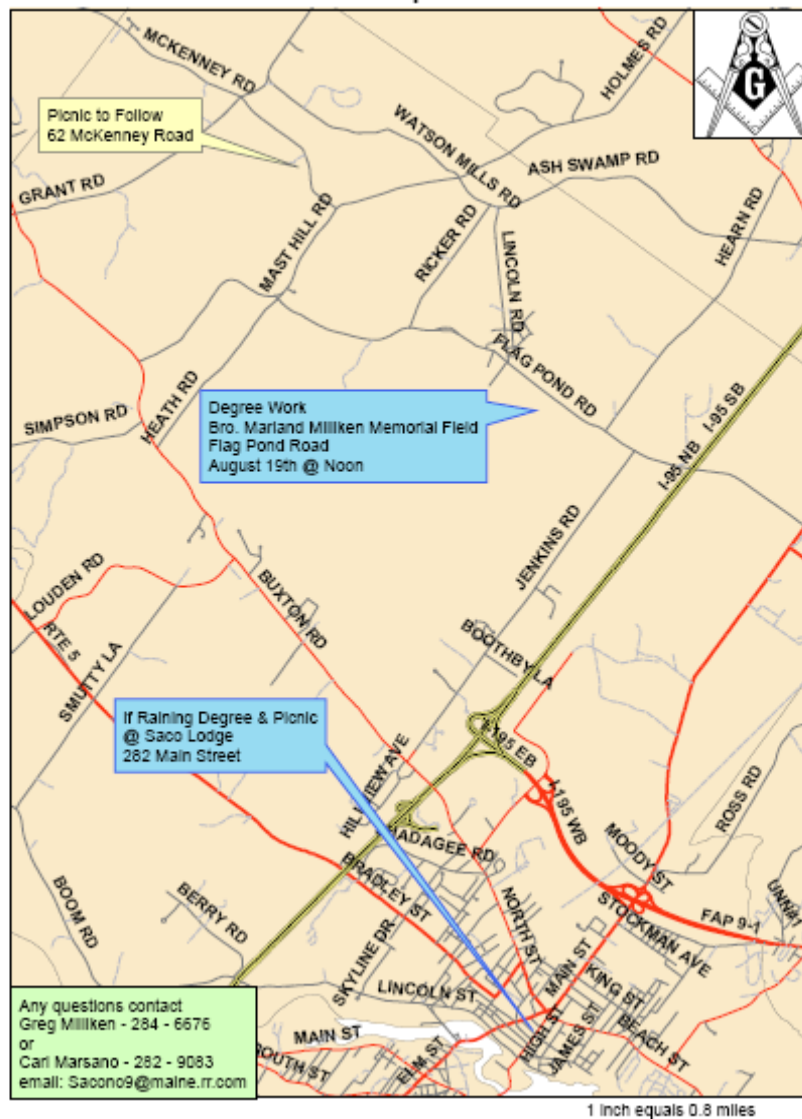 MCKENNEY RD
HOLMES RD
G
Picnic to Follow
62 McKenney Road
WATSON MILLS RD
ASH SWAMP RD
GRANT RD
HEARN RD
MAST HILL RD
RICKER RD
LINCOLN RD
FLAG POND RD
I-95 SB
I-95 NB
SIMPSON RD
HEATH RD
Degree Work
Bro. Marland Milliken Memorial Field
Flag Pond Road
August 19th @ Noon
JENKINS RD
LOUDEN RD
RTE 5
SMUTTY LA
BUXTON RD
BOOTHBY LA
If Raining Degree & Picnic
@ Saco Lodge
282 Main Street
I-195 EB
I-195 WB
ROSS RD
BRADLEY ST
MOODY ST
BOOM RD
BERRY RD
SKYLINE DR
NORTH ST
STOCKMAN AVE
FAP 9-1
MAIN ST
KING ST
LINCOLN ST
BEACH ST
HIGH ST
JAMES ST
ELM ST
MAIN ST
Any questions contact
Greg Milliken - 284 - 6676
or
Carl Marsano - 282 - 9083
email: Sacono9@maine.rr.com
1 inch equals 0.8 miles